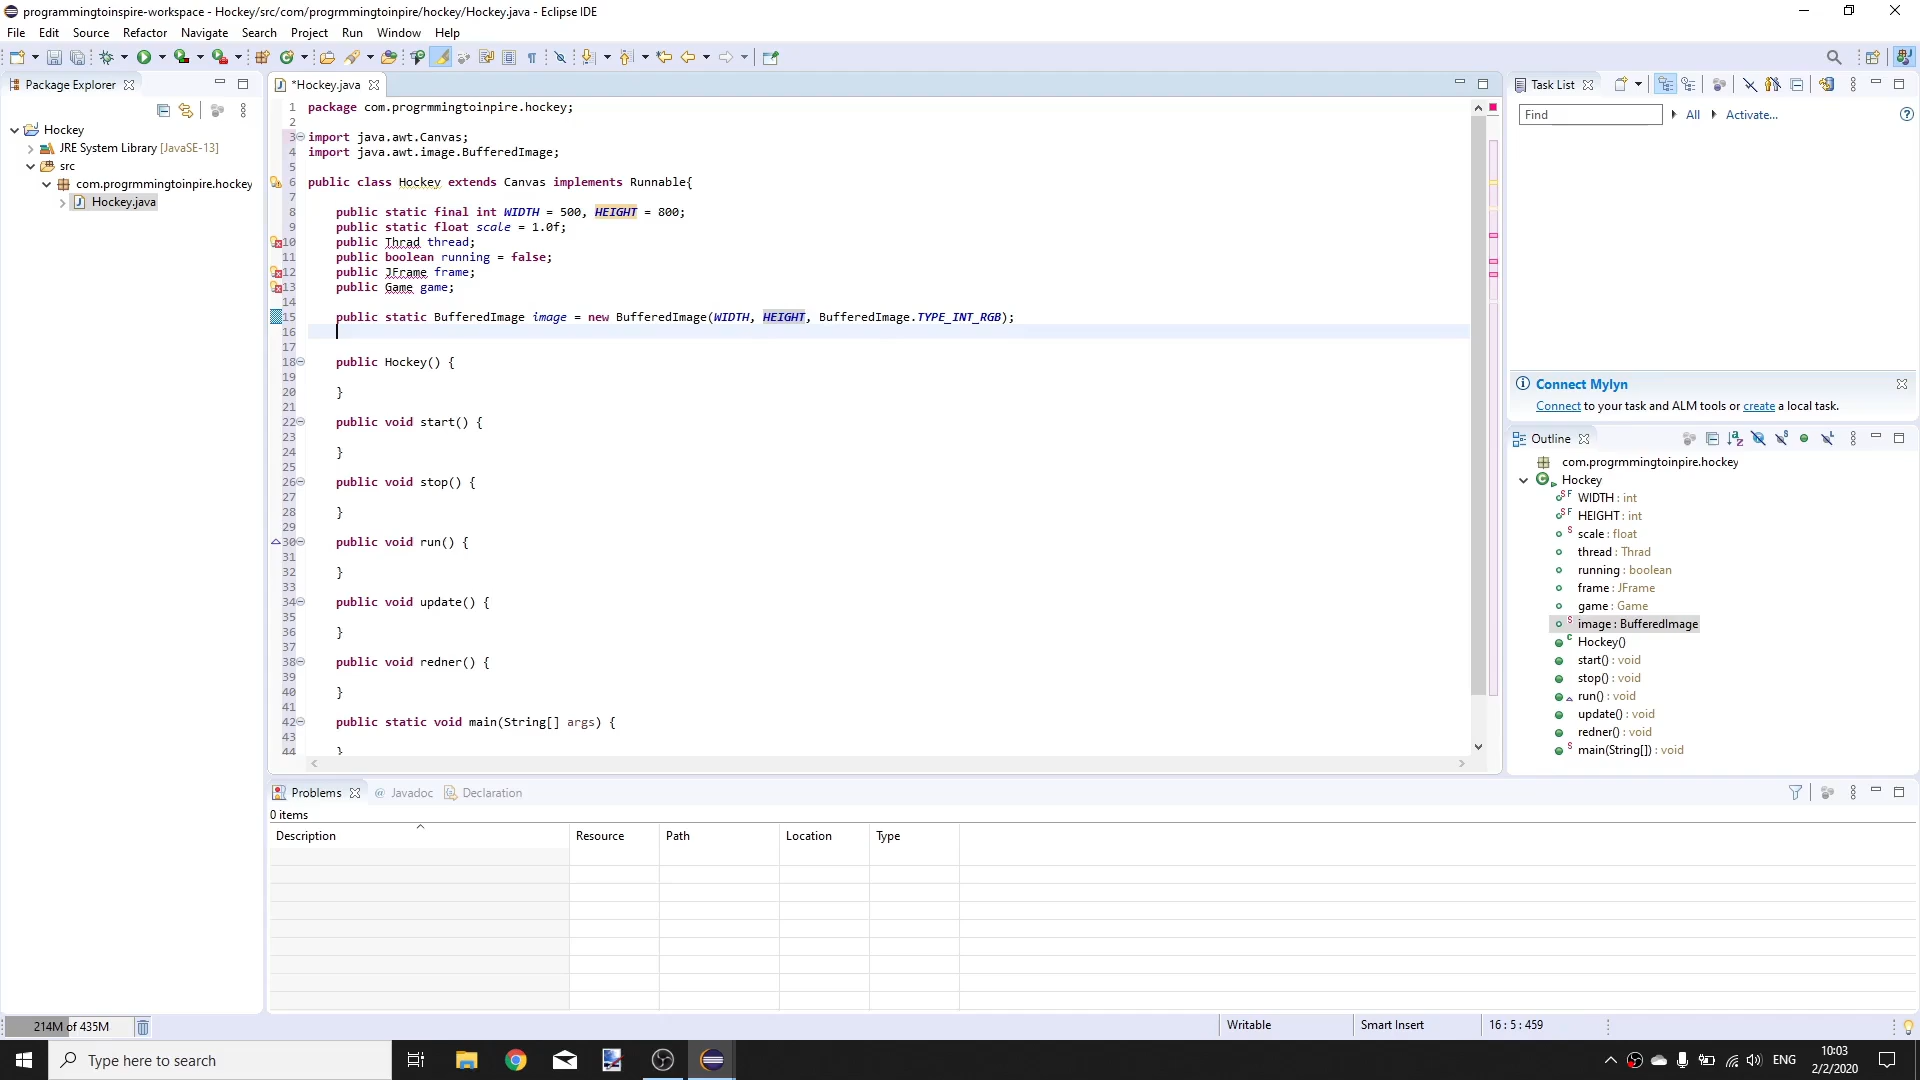 programmingtoinspire-workspace - Hockey/src/com/progrmmingtoinpire/hockey/Hockey.java - Eclipse IDE
File Edit Source Refactor Navigate Search Project Run Window Help
Package Explorer
Hockey
JRE System Library [JavaSE-13]
src
com.progrmmingtoinpire.hockey
Hockey.java
*Hockey.java
1 package com.progrmmingtoinpire.hockey;
2
3 import java.awt.Canvas;
4 import java.awt.image.BufferedImage;
5
6 public class Hockey extends Canvas implements Runnable{
7
8 public static final int WIDTH = 500, HEIGHT = 800;
9 public static float scale = 1.0f;
10 public Thrad thread;
11 public boolean running = false;
12 public JFrame frame;
13 public Game game;
14
15 public static BufferedImage image = new BufferedImage(WIDTH, HEIGHT, BufferedImage.TYPE_INT_RGB);
16
17
18 public Hockey() {
19
20 }
21
22 public void start() {
23
24 }
25
26 public void stop() {
27
28 }
29
30 public void run() {
31
32 }
33
34 public void update() {
35
36 }
37
38 public void redner() {
39
40 }
41
42 public static void main(String[] args) {
43
44 }
Task List
Find All Activate...
Connect Mylyn
Connect to your task and ALM tools or create a local task.
Outline
com.progrmmingtoinpire.hockey
Hockey
WIDTH : int
HEIGHT : int
scale : float
thread : Thrad
running : boolean
frame : JFrame
game : Game
image : BufferedImage
Hockey()
start() : void
stop() : void
run() : void
update() : void
redner() : void
main(String[]) : void
Problems @ Javadoc Declaration
0 items
Description Resource Path Location Type
214M of 435M Writable Smart Insert 16 : 5 : 459
Type here to search ENG
10:03
2/2/2020